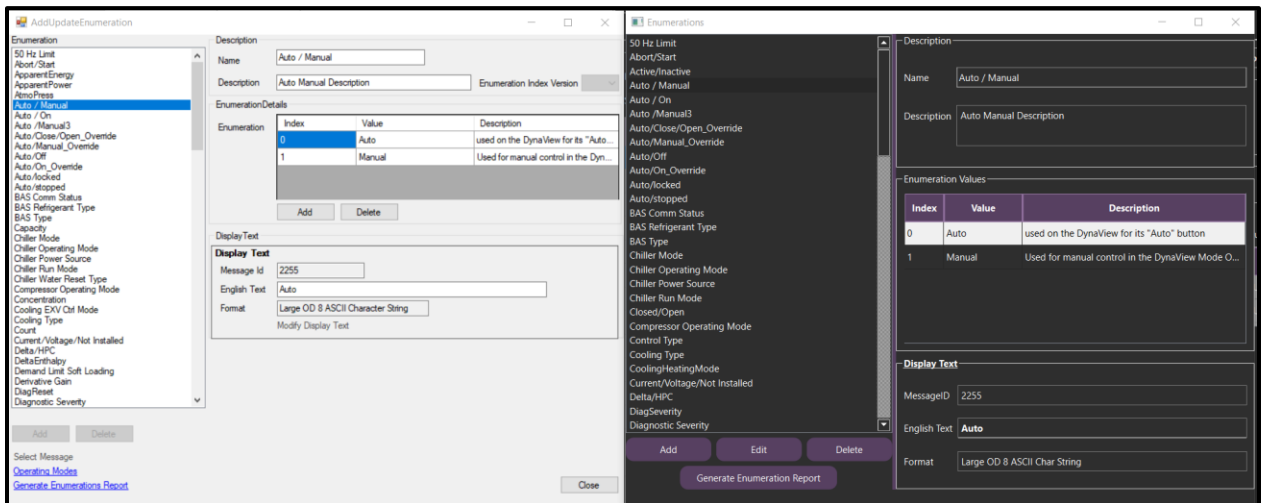 AddUpdateEnumeration
Enumeration
50 Hz Limit
Abort/Start
ApparentEnergy
ApparentPower
AtmoPress
Auto / Manual
Auto / On
Auto /Manual3
Auto/Close/Open_Override
Auto/Manual_Override
Auto/Off
Auto/On_Override
Auto/locked
Auto/stopped
BAS Comm Status
BAS Refrigerant Type
BAS Type
Capacity
Chiller Mode
Chiller Operating Mode
Chiller Power Source
Chiller Run Mode
Chiller Water Reset Type
Compressor Operating Mode
Concentration
Cooling EXV Ctrl Mode
Cooling Type
Count
Current/Voltage/Not Installed
Delta/HPC
DeltaEnthalpy
Demand Limit Soft Loading
Derivative Gain
DiagReset
Diagnostic Severity
Add Delete
Select Message
Operating Modes
Generate Enumerations Report
Description
Name Auto / Manual
Description Auto Manual Description Enumeration Index Version
EnumerationDetails
Enumeration Index Value Description
0 Auto used on the DynaView for its "Auto...
1 Manual Used for manual control in the Dyn...
Add Delete
DisplayText
Display Text
Message Id 2255
English Text Auto
Format Large OD 8 ASCII Character String
Modify Display Text
Close
Enumerations
50 Hz Limit
Abort/Start
Active/Inactive
Auto / Manual
Auto / On
Auto /Manual3
Auto/Close/Open_Override
Auto/Manual_Override
Auto/Off
Auto/On_Override
Auto/locked
Auto/stopped
BAS Comm Status
BAS Refrigerant Type
BAS Type
Chiller Mode
Chiller Operating Mode
Chiller Power Source
Chiller Run Mode
Closed/Open
Compressor Operating Mode
Control Type
Cooling Type
CoolingHeatingMode
Current/Voltage/Not Installed
Delta/HPC
DiagSeverity
Diagnostic Severity
Add Edit Delete
Generate Enumeration Report
Description
Name Auto / Manual
Description Auto Manual Description
Enumeration Values
Index Value Description
0 Auto used on the DynaView for its "Auto" button
1 Manual Used for manual control in the DynaView Mode O...
Display Text
MessageID 2255
English Text Auto
Format Large OD 8 ASCII Char String